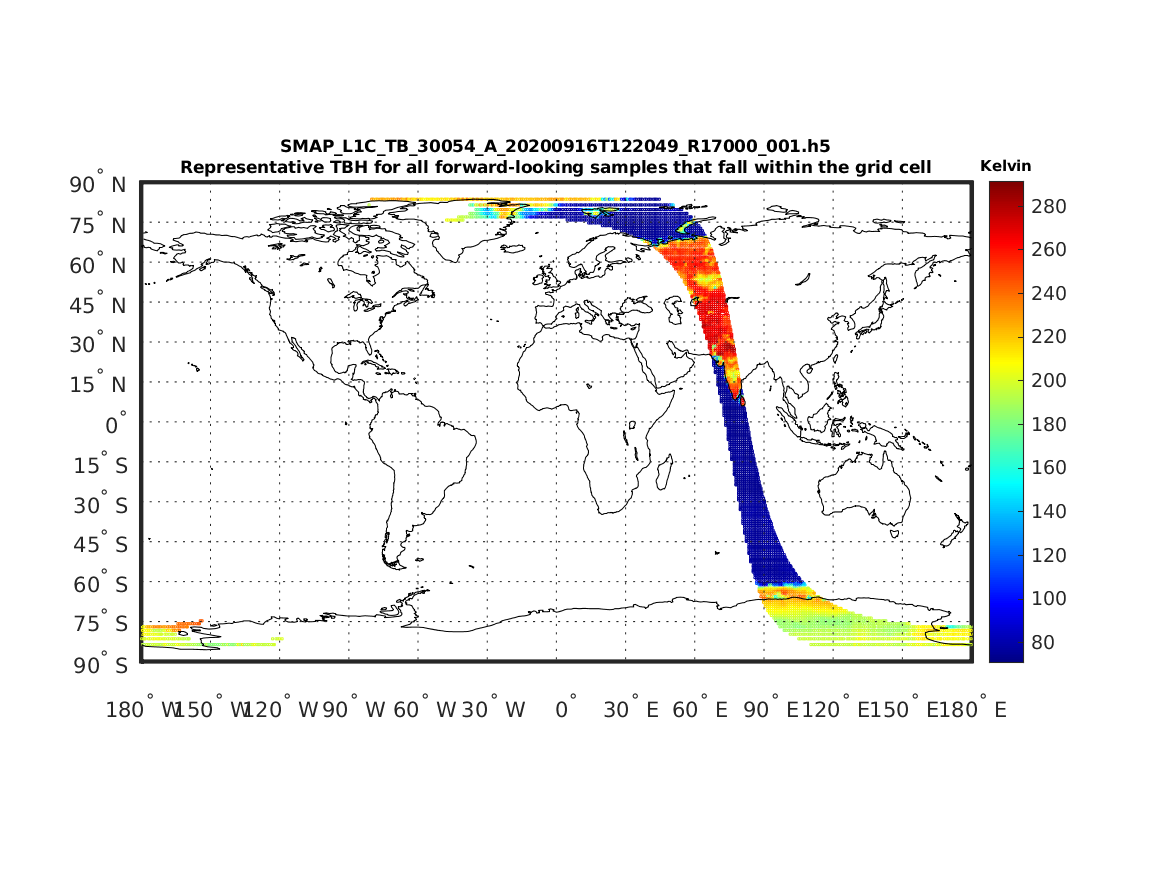 SMAP_L1C_TB_30054_A_20200916T122049_R17000_001.h5
Representative TBH for all forward-looking samples that fall within the grid cell
Kelvin
90° N
75° N
60° N
45° N
30° N
15° N
0°
15° S
30° S
45° S
60° S
75° S
90° S
180° W 150° W 120° W 90° W 60° W 30° W 0° 30° E 60° E 90° E 120° E 150° E 180° E
280
260
240
220
200
180
160
140
120
100
80